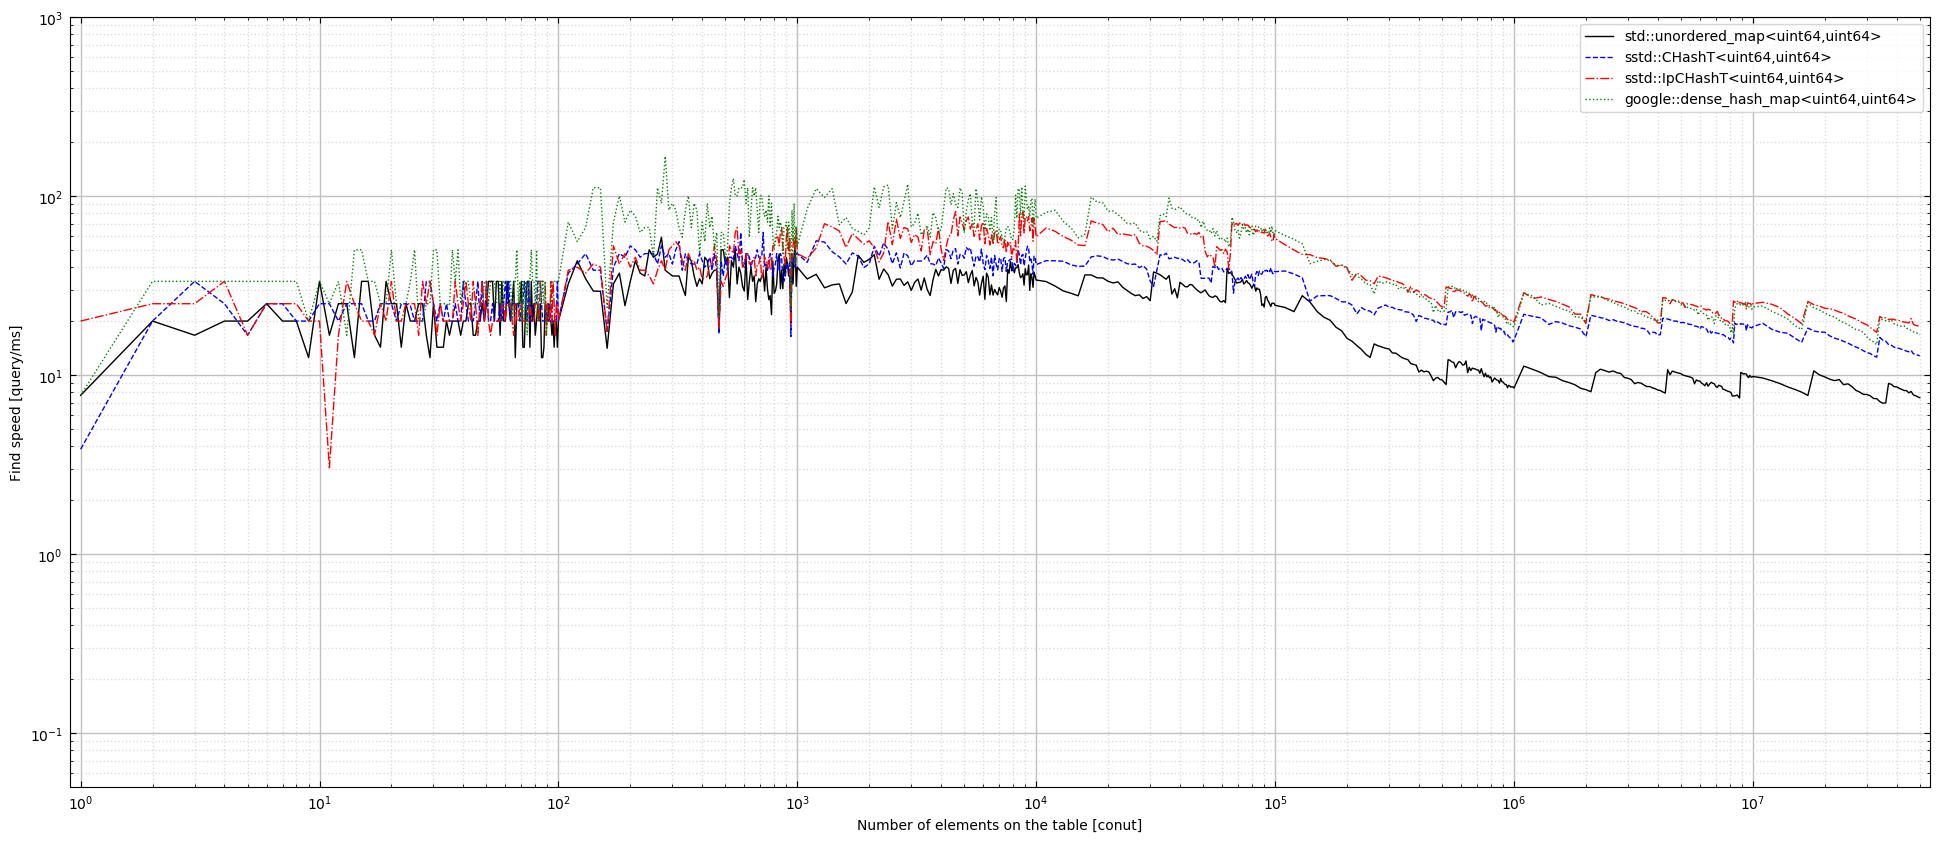 std::unordered_map<uint64,uint64>
sstd::CHashT<uint64,uint64>
sstd::IpCHashT<uint64,uint64>
google::dense_hash_map<uint64,uint64>
Find speed [query/ms]
10³
10²
10¹
10⁰
10⁻¹
10⁰ 10¹ 10² 10³ 10⁴ 10⁵ 10⁶ 10⁷
Number of elements on the table [conut]